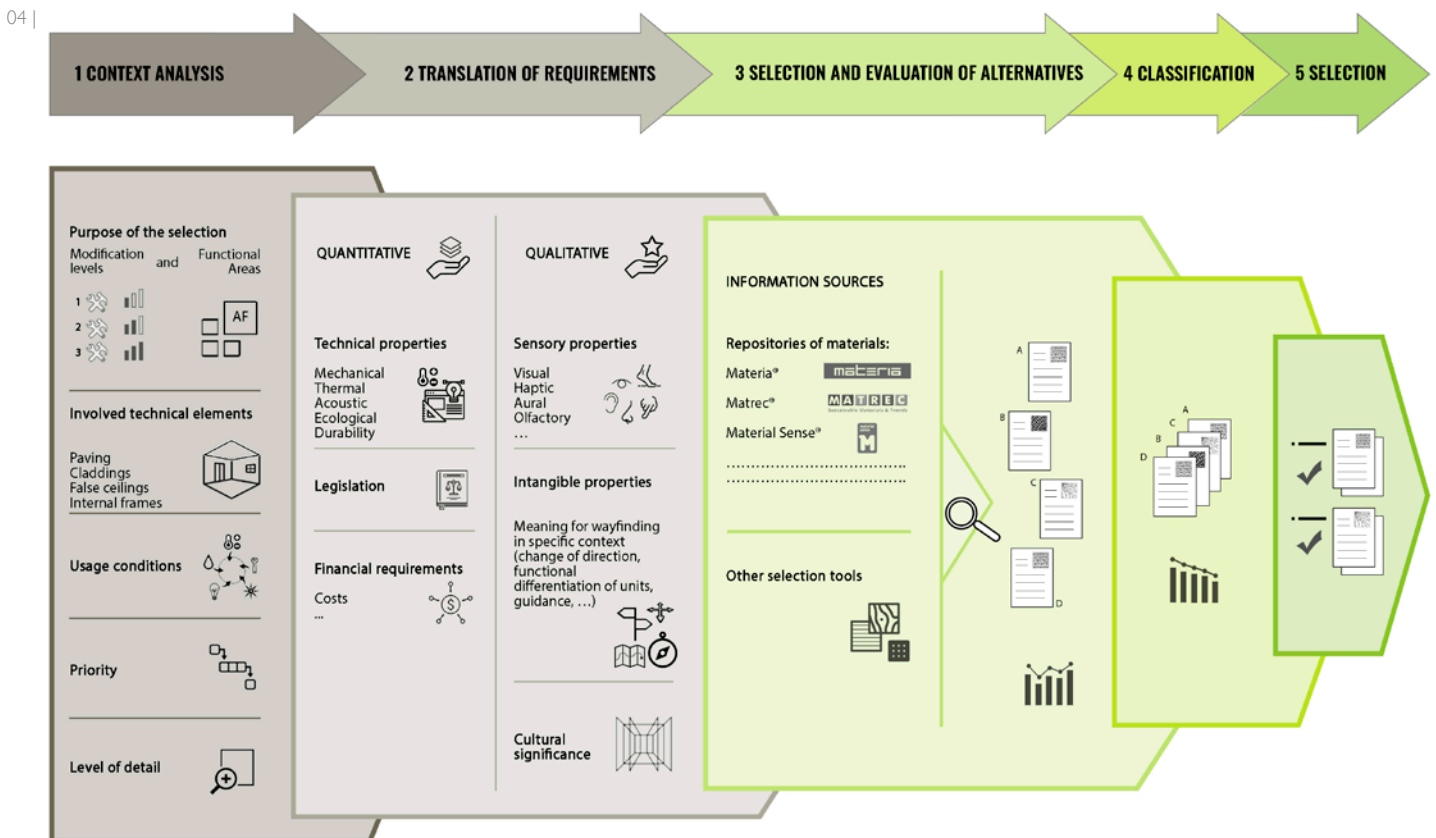 04 |
1 CONTEXT ANALYSIS
2 TRANSLATION OF REQUIREMENTS
3 SELECTION AND EVALUATION OF ALTERNATIVES
4 CLASSIFICATION
5 SELECTION
Purpose of the selection
Modification levels
and
Functional Areas
1
2
3
AF
Involved technical elements
Paving
Claddings
False ceilings
Internal frames
Usage conditions
Priority
Level of detail
QUANTITATIVE
Technical properties
Mechanical
Thermal
Acoustic
Ecological
Durability
Legislation
Financial requirements
Costs
...
$
QUALITATIVE
Sensory properties
Visual
Haptic
Aural
Olfactory
...
Intangible properties
Meaning for wayfinding
in specific context
(change of direction,
functional
differentiation of units,
guidance, ...)
Cultural
significance
INFORMATION SOURCES
Repositories of materials:
Materia®
materia
Matrec®
MATREC
Sustainable Materials & Trends
Material Sense®
M
Other selection tools
A
B
C
D
A
C
B
D